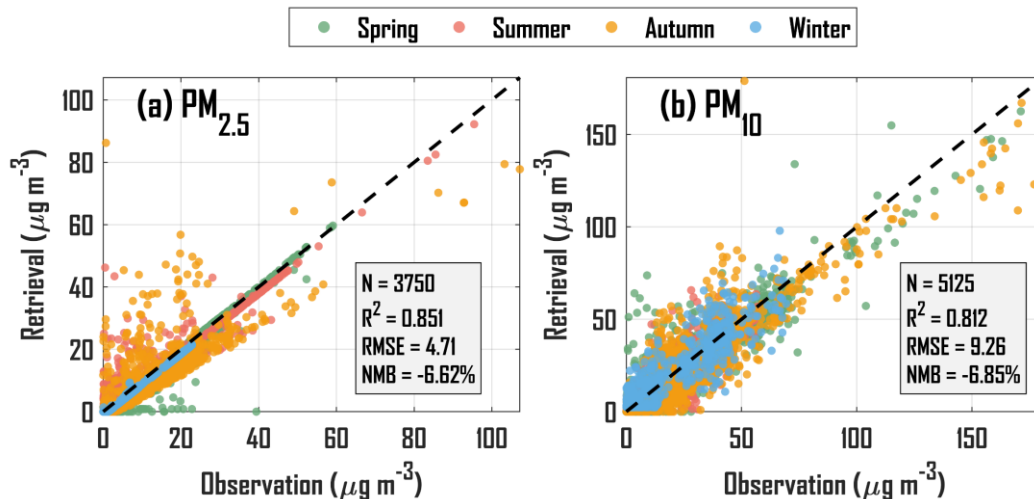 Spring Summer Autumn Winter
(a) PM2.5
100
80
60
40
20
0
Retrieval (μg m⁻³)
N = 3750
R² = 0.851
RMSE = 4.71
NMB = -6.62%
0 20 40 60 80 100
Observation (μg m⁻³)
(b) PM10
150
100
50
0
Retrieval (μg m⁻³)
N = 5125
R² = 0.812
RMSE = 9.26
NMB = -6.85%
0 50 100 150
Observation (μg m⁻³)